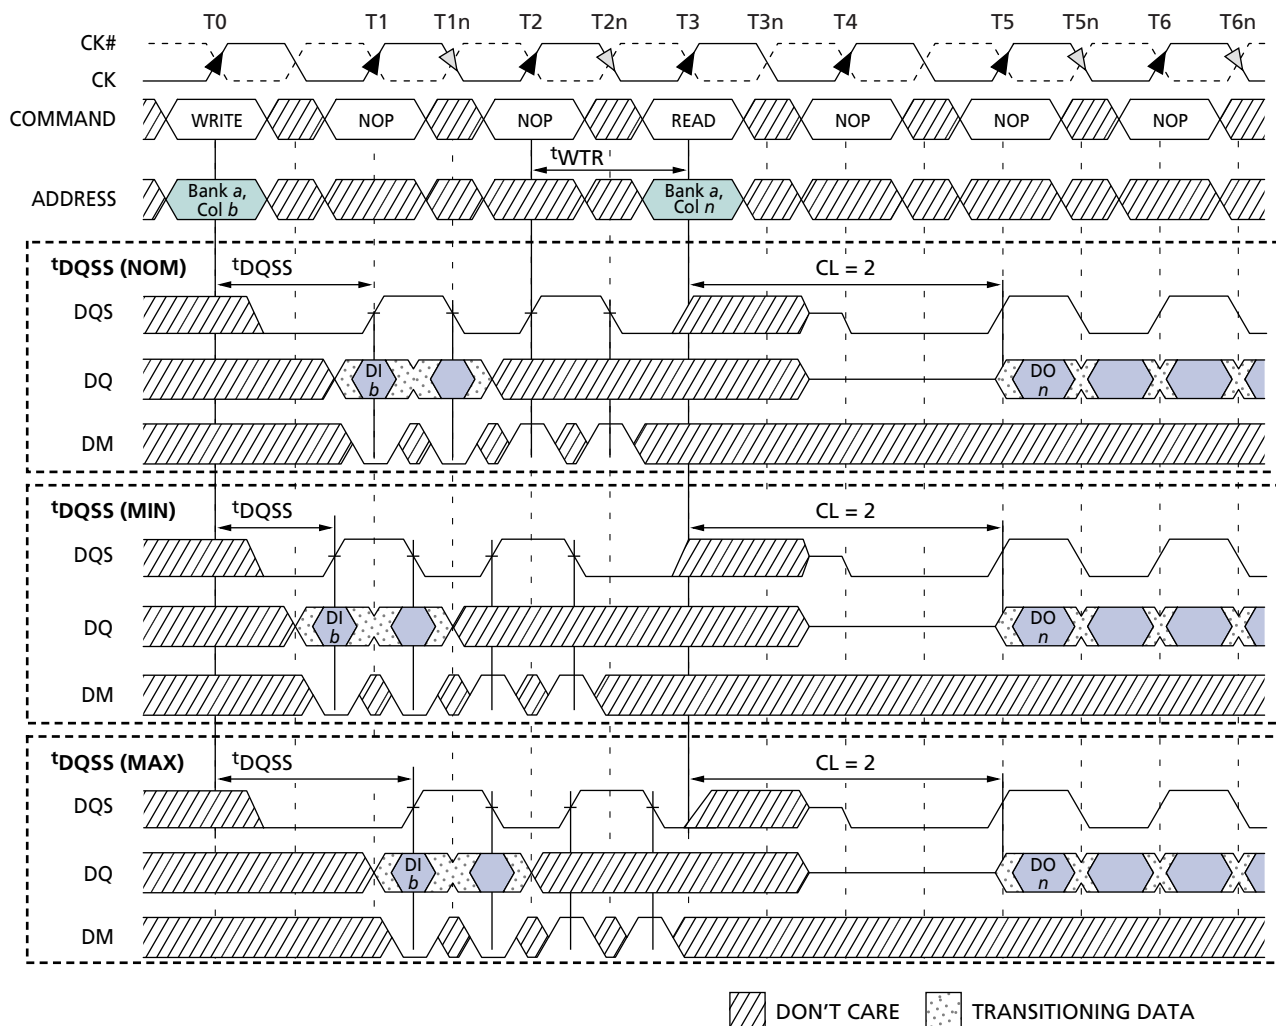 T0 T1 T1n T2 T2n T3 T3n T4 T5 T5n T6 T6n
CK#
CK
COMMAND WRITE NOP NOP READ NOP NOP NOP
tWTR
ADDRESS Bank a, Col b Bank a, Col n
tDQSS (NOM) tDQSS CL = 2
DQS
DQ DI b DO n
DM
tDQSS (MIN) tDQSS CL = 2
DQS
DQ DI b DO n
DM
tDQSS (MAX) tDQSS CL = 2
DQS
DQ DI b DO n
DM
DON'T CARE TRANSITIONING DATA